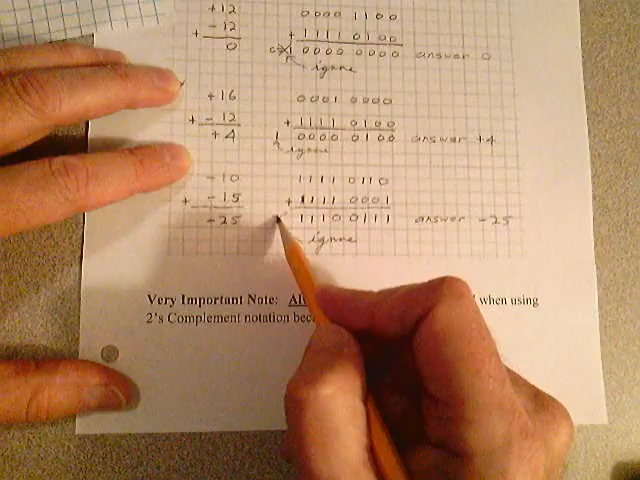 +12 0000 1100
+ -12 + 1111 0100
0 0000 0000 answer 0
ignore
+16 0001 0000
+ -12 + 1111 0100
+4 1 0000 0100 answer +4
ignore
-10 1111 0110
+ -15 + 1111 0001
-25 1110 0111 answer -25
ignore
Very Important Note: when using
2's Complement notation